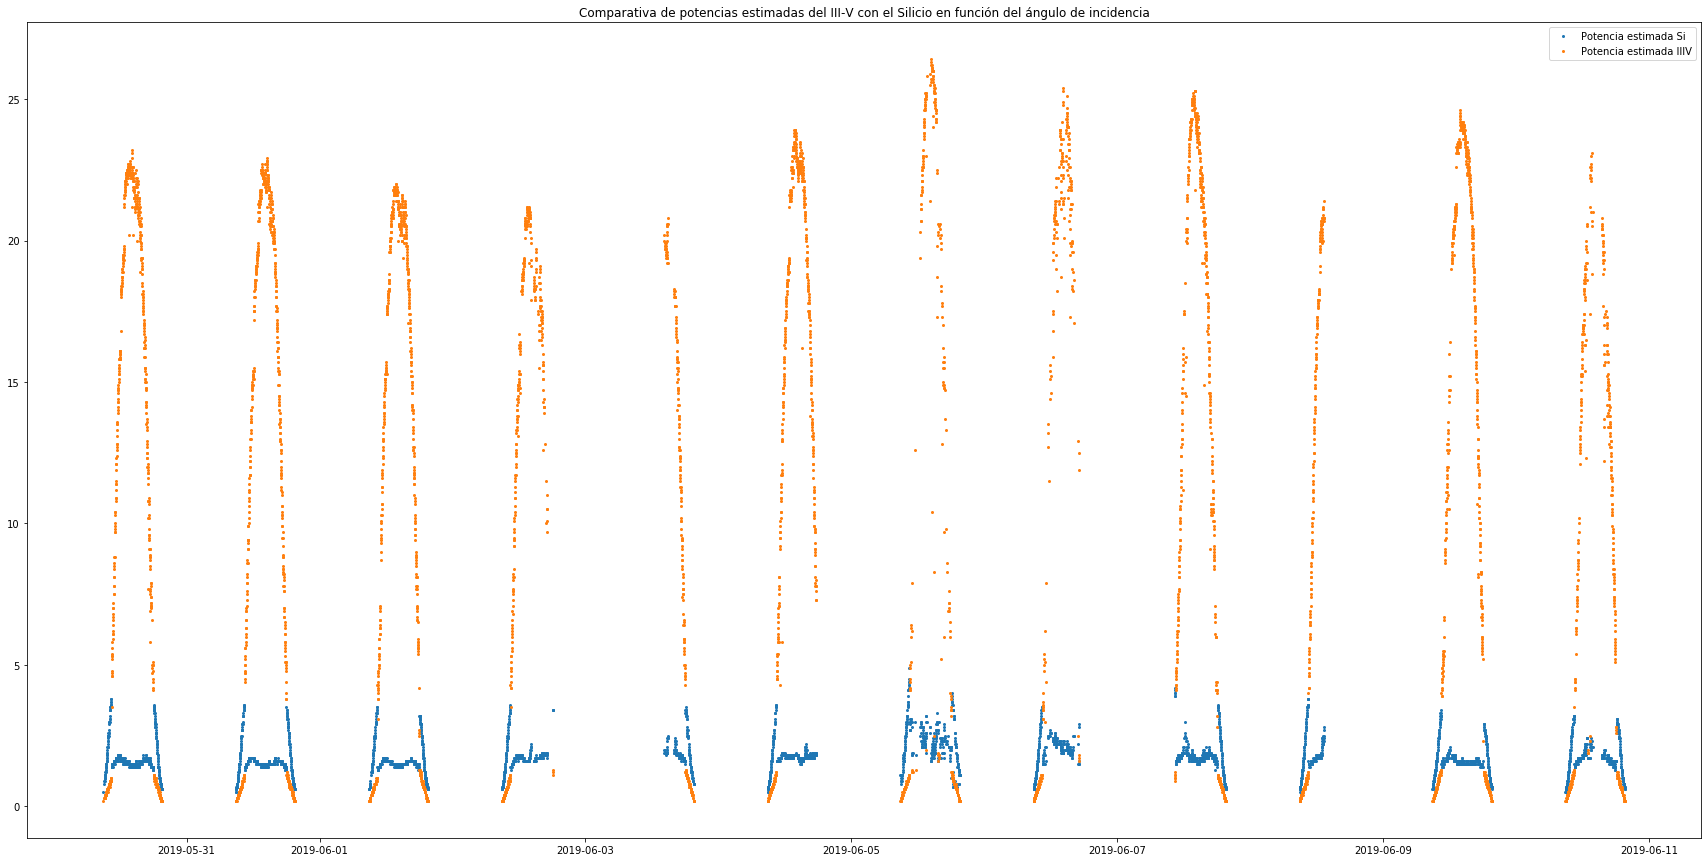 Comparativa de potencias estimadas del III-V con el Silicio en función del ángulo de incidencia
Potencia estimada Si
Potencia estimada IIIV
25
20
15
10
5
0
2019-05-31 2019-06-01 2019-06-03 2019-06-05 2019-06-07 2019-06-09 2019-06-11